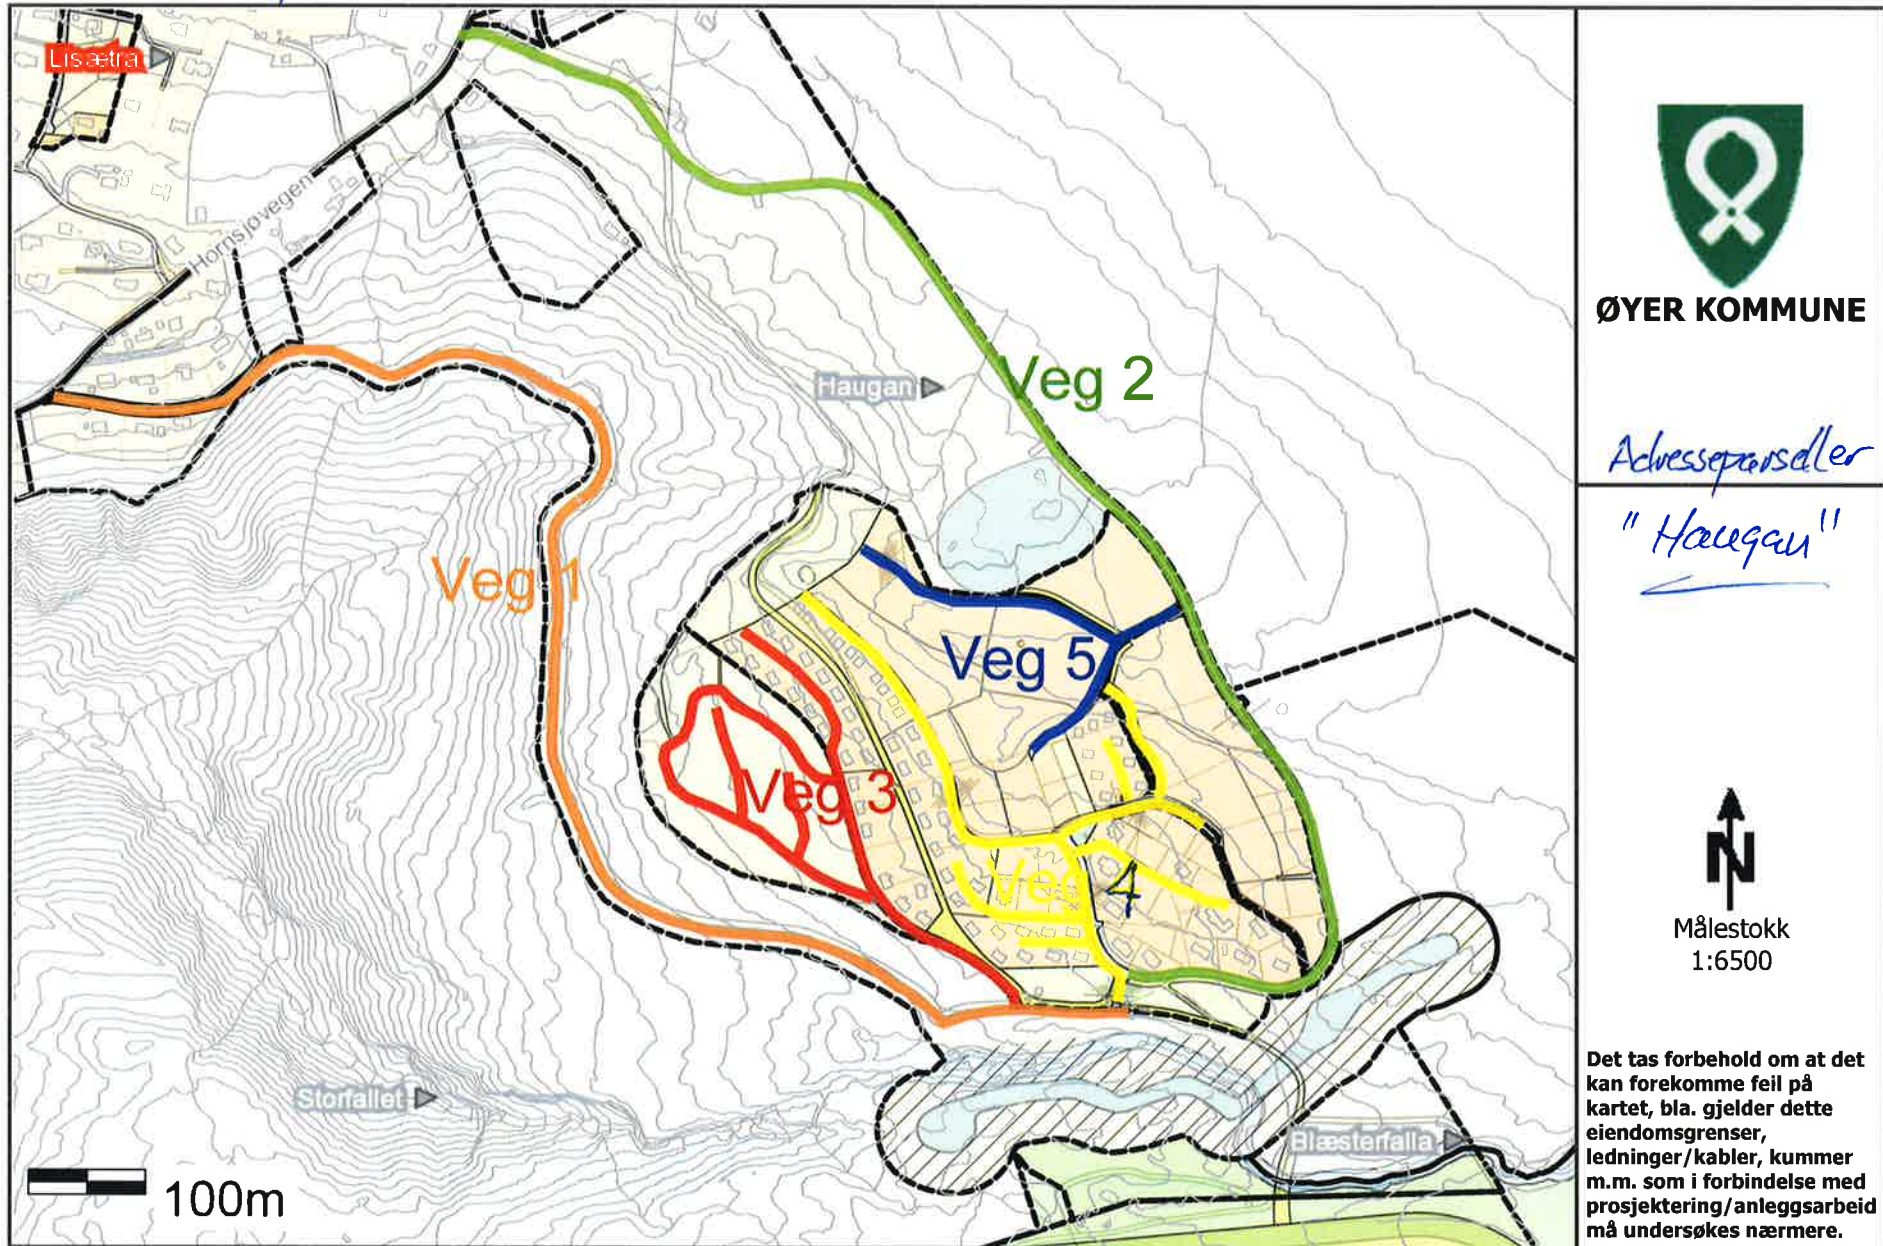 Lisætra
Hornsjøvegen
Haugan
Veg 2
Veg 1
Veg 5
Veg 3
Veg 4
Storfallet
Blæsterfalla
100m
ØYER KOMMUNE
Adresseparseller
"Haugan"
N
Målestokk
1:6500
Det tas forbehold om at det
kan forekomme feil på
kartet, bla. gjelder dette
eiendomsgrenser,
ledninger/kabler, kummer
m.m. som i forbindelse med
prosjektering/anleggsarbeid
må undersøkes nærmere.